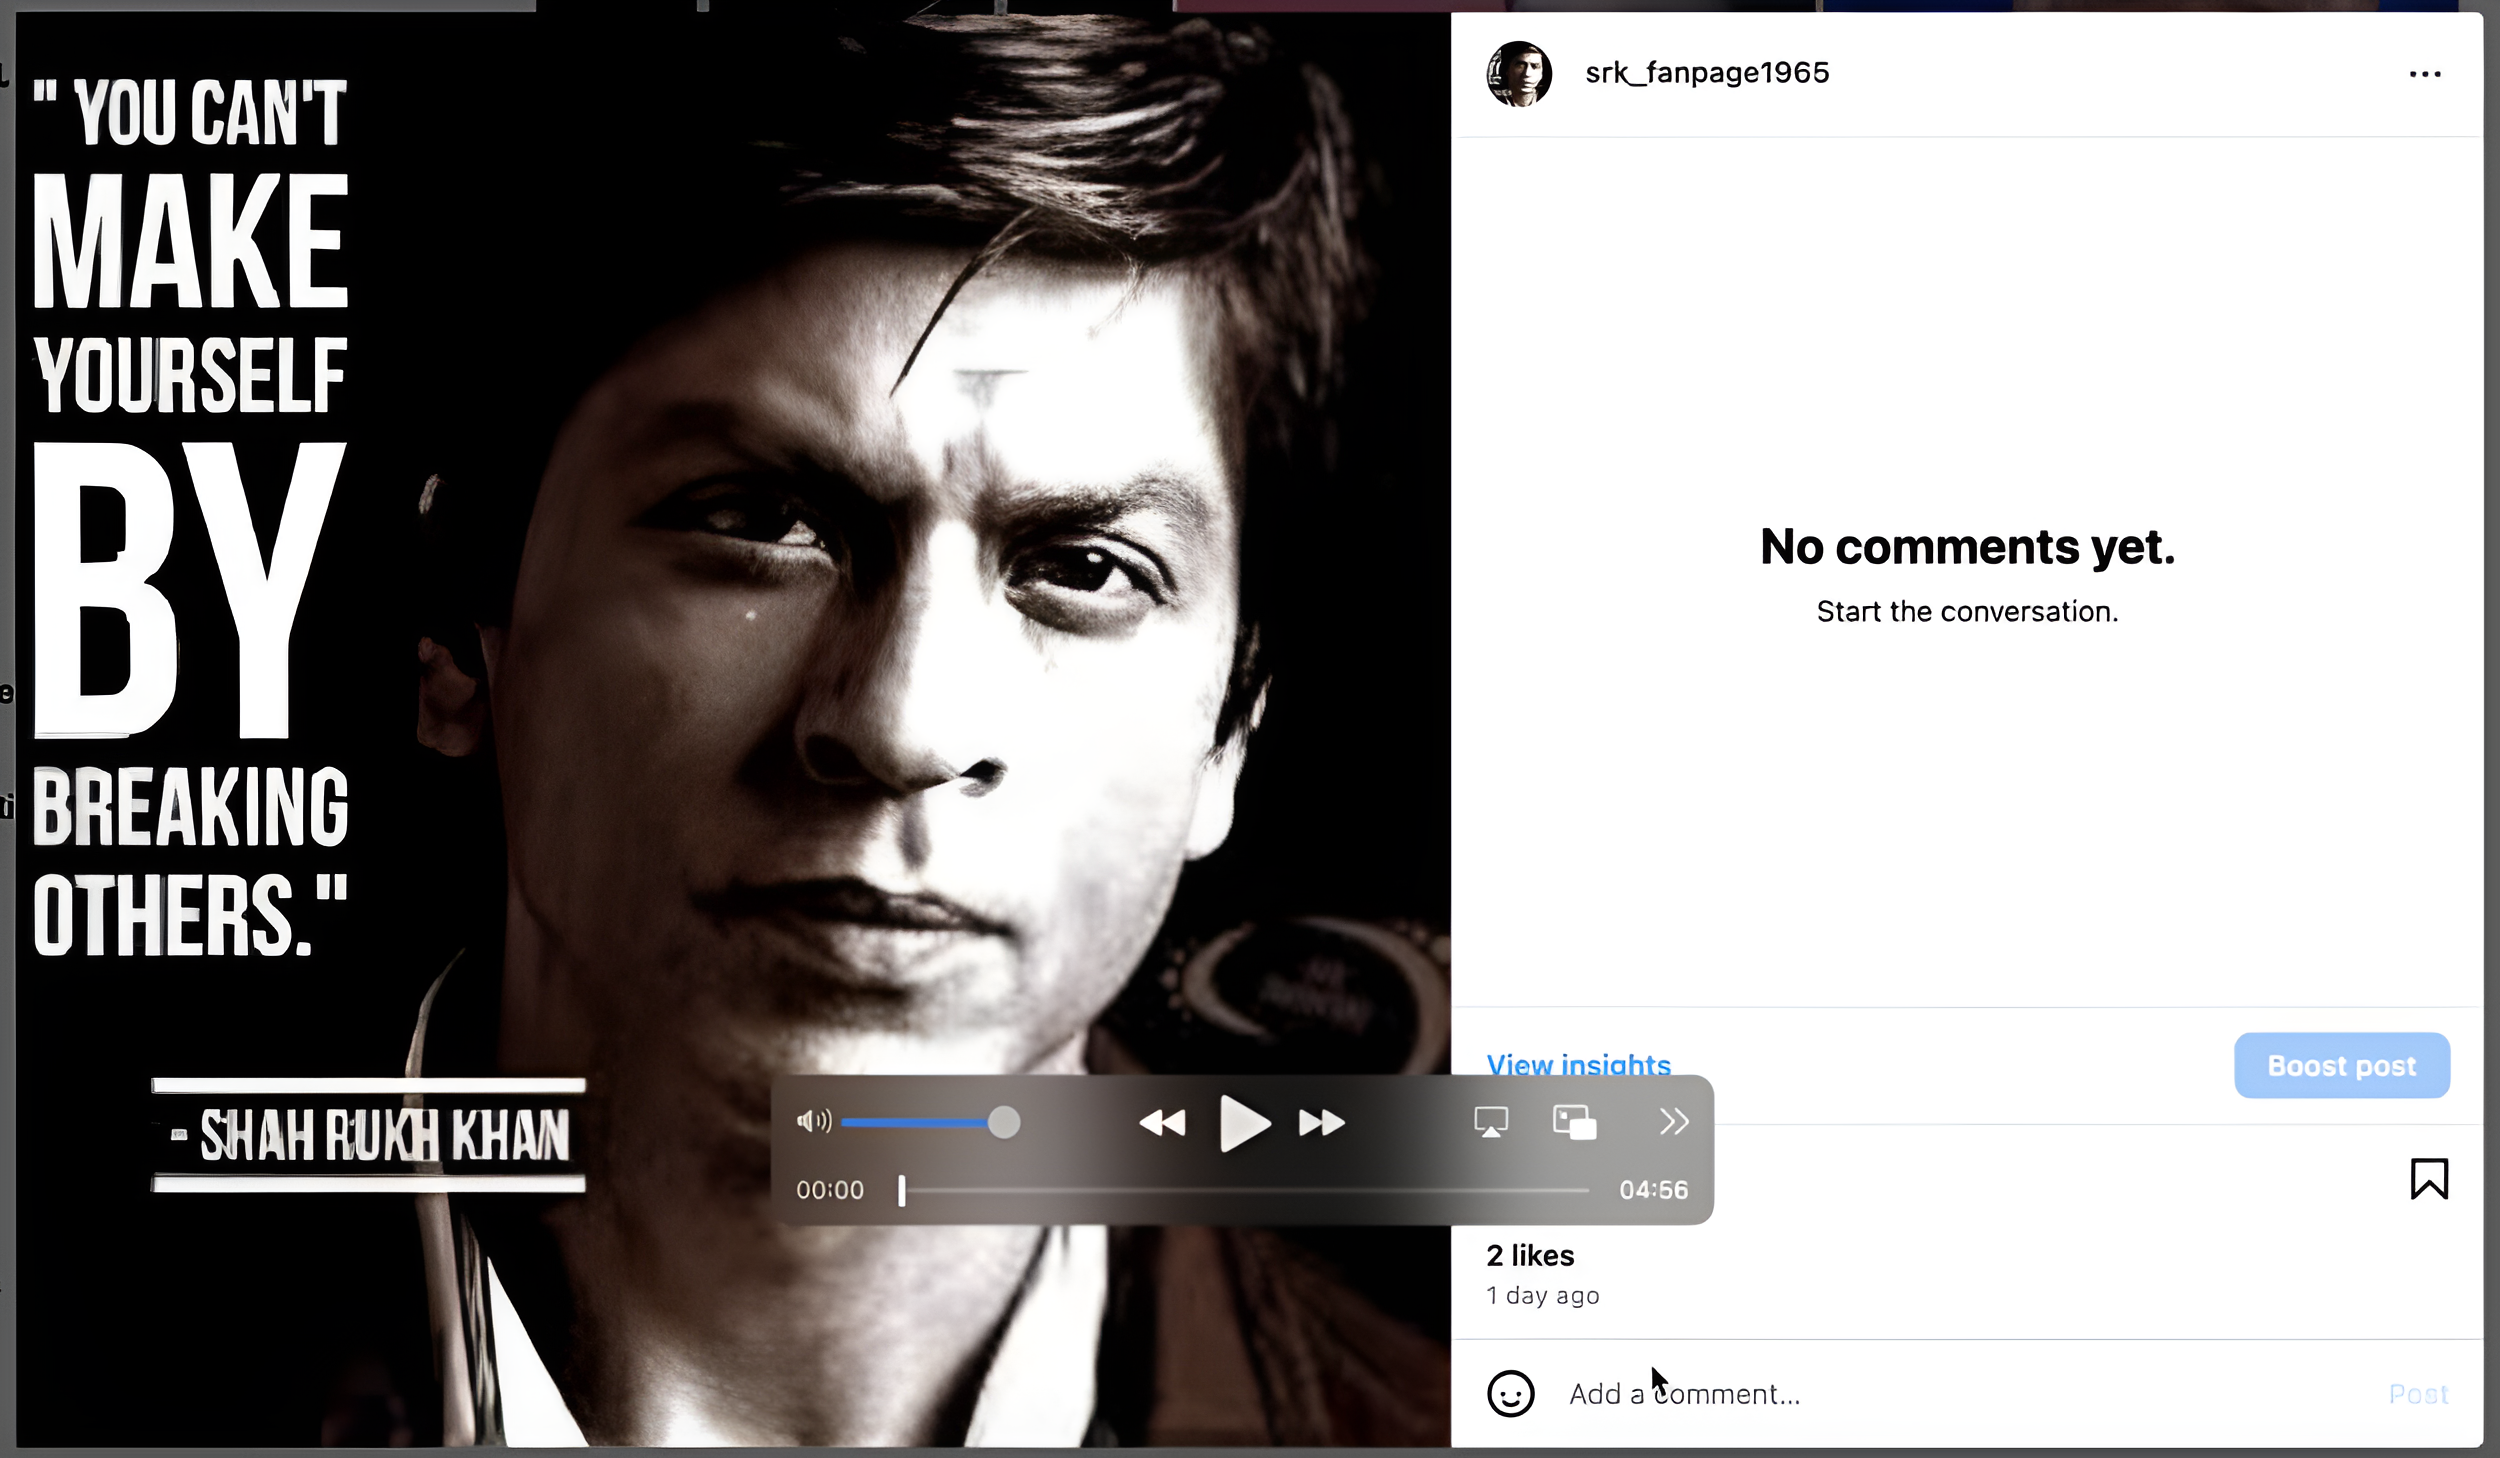 " YOU CAN'T
MAKE
YOURSELF
BY
BREAKING
OTHERS."
- SHAH RUKH KHAN
srk_fanpage1965
No comments yet.
Start the conversation.
View insights
Boost post
00:00
04:56
2 likes
1 day ago
Add a comment...
Post